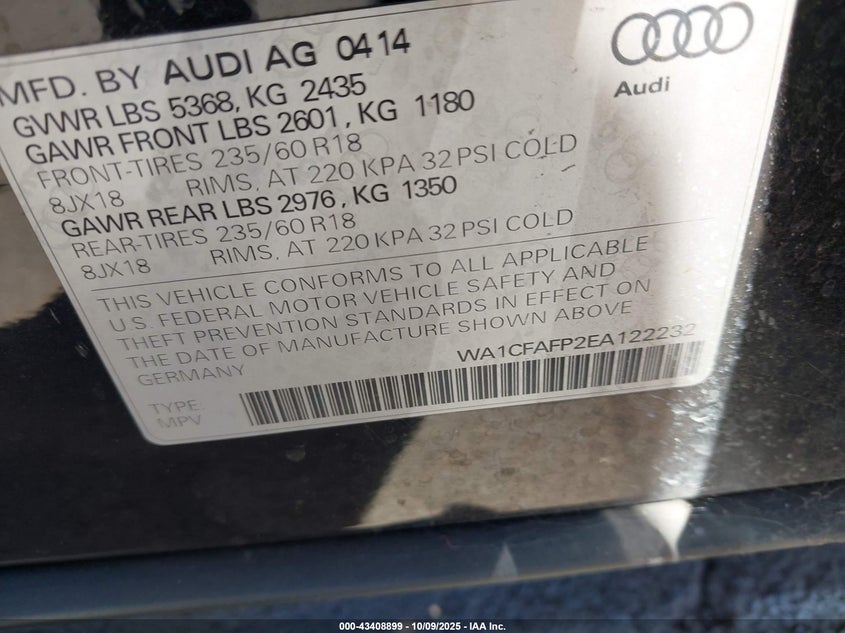 MFD. BY AUDI AG 0414
GVWR LBS 5368, KG 2435
GAWR FRONT LBS 2601, KG 1180
FRONT-TIRES 235/60 R18
8JX18 RIMS, AT 220 KPA 32 PSI COLD
GAWR REAR LBS 2976, KG 1350
REAR-TIRES 235/60 R18
8JX18 RIMS, AT 220 KPA 32 PSI COLD
Audi
THIS VEHICLE CONFORMS TO ALL APPLICABLE
U.S. FEDERAL MOTOR VEHICLE SAFETY AND
THEFT PREVENTION STANDARDS IN EFFECT ON
THE DATE OF MANUFACTURE SHOWN ABOVE
GERMANY WA1CFAFP2EA122232
TYPE:
MPV
000-43408899 - 10/09/2025 - IAA Inc.